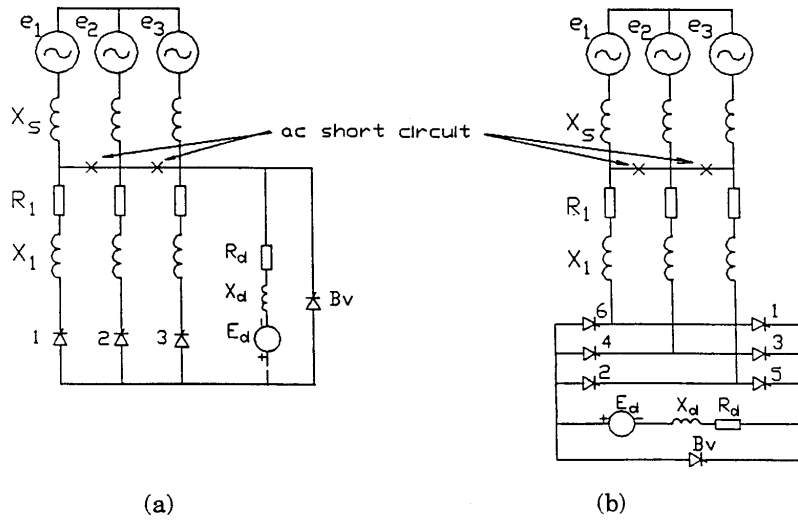 e1 e2 e3
e1 e2 e3
Xs
ac short circuit
Xs
R1
R1
X1
Rd
Xd
Bv
Ed
- +
1 2 3
X1
6 1
4 3
2 5
+ Ed - Xd Rd
Bv
(a) (b)